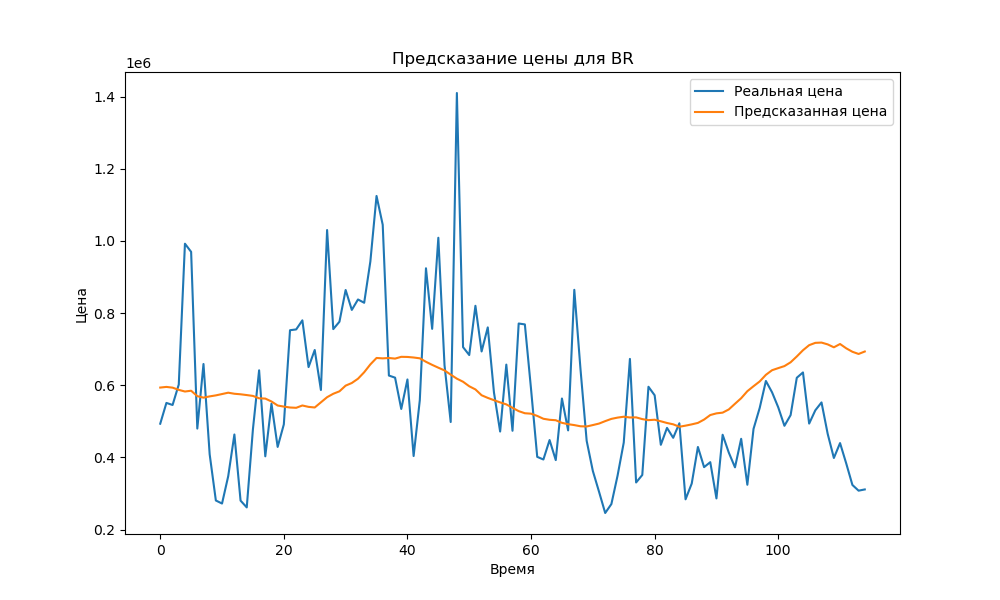 Предсказание цены для BR
1e6
Реальная цена
Предсказанная цена
1.4
1.2
1.0
0.8
0.6
0.4
0.2
Цена
0 20 40 60 80 100
Время